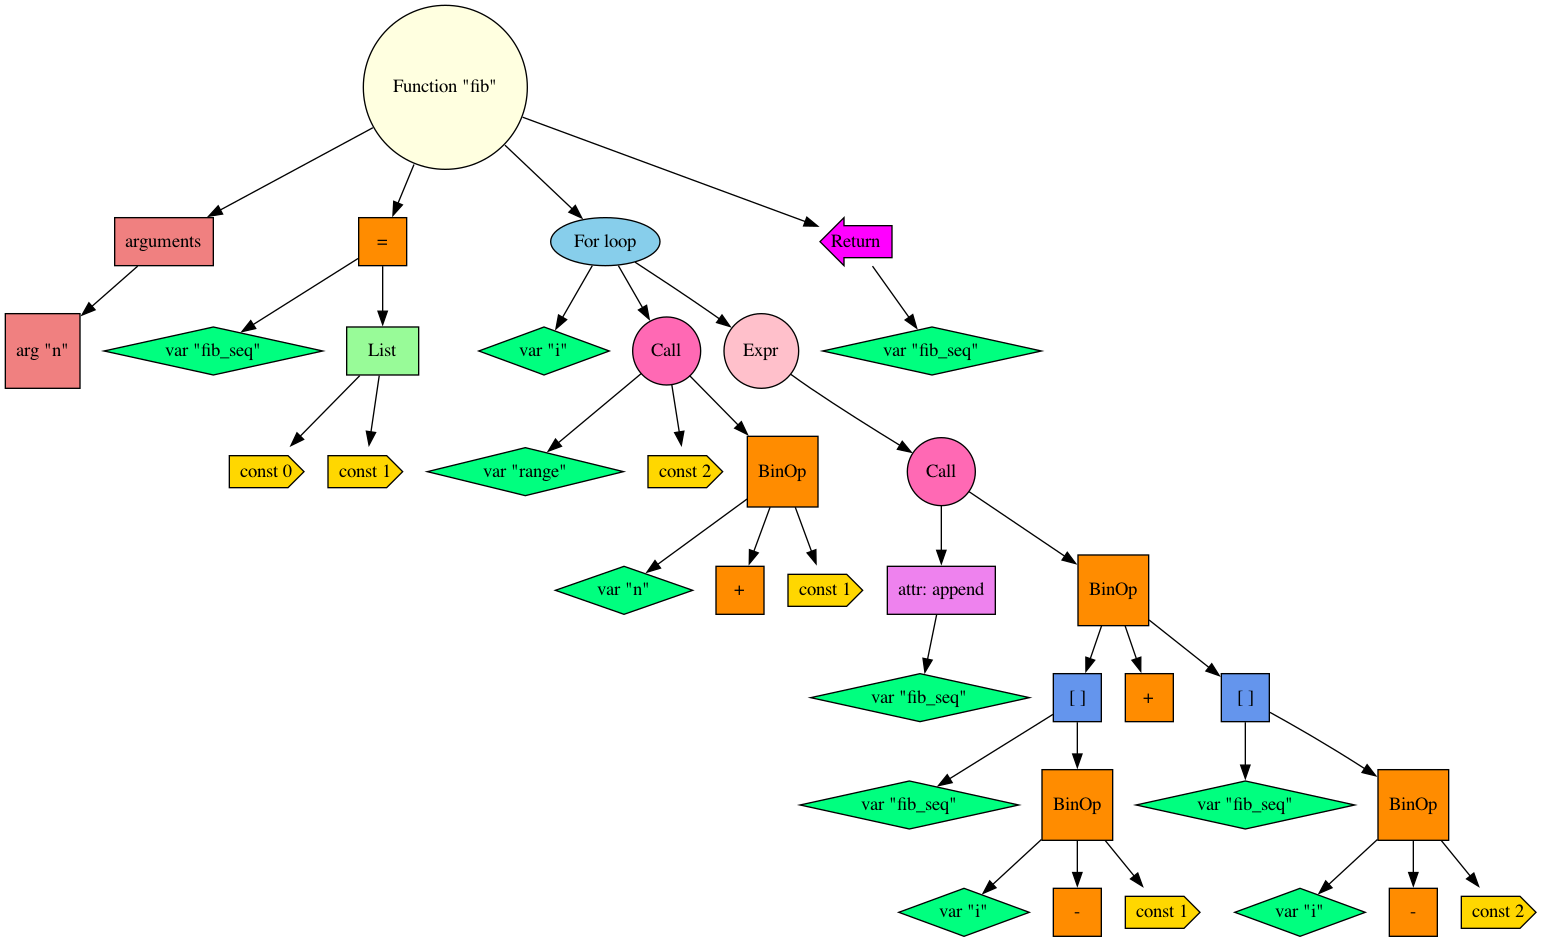 Function "fib"
arguments
=
For loop
Return
arg "n"
var "fib_seq"
List
var "i"
Call
Expr
var "fib_seq"
const 0
const 1
var "range"
const 2
BinOp
Call
var "n"
+
const 1
attr: append
BinOp
var "fib_seq"
[ ]
+
[ ]
var "fib_seq"
BinOp
var "fib_seq"
BinOp
var "i"
-
const 1
var "i"
-
const 2